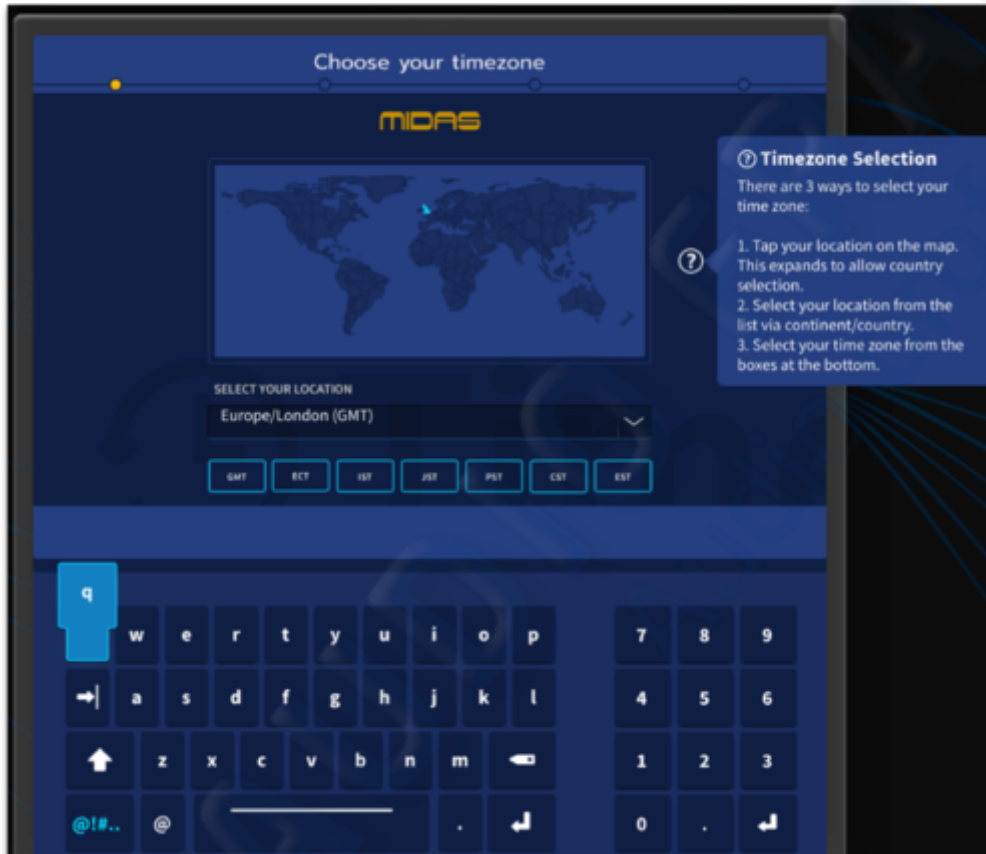 Choose your timezone
MIDAS
? Timezone Selection
There are 3 ways to select your
time zone:
1. Tap your location on the map.
This expands to allow country
selection.
2. Select your location from the
list via continent/country.
3. Select your time zone from the
boxes at the bottom.
?
SELECT YOUR LOCATION
Europe/London (GMT)
GMT ECT IST JST PST CST EST
q w e r t y u i o p 7 8 9
a s d f g h j k l 4 5 6
z x c v b n m 1 2 3
@!#.. @ . 0 .